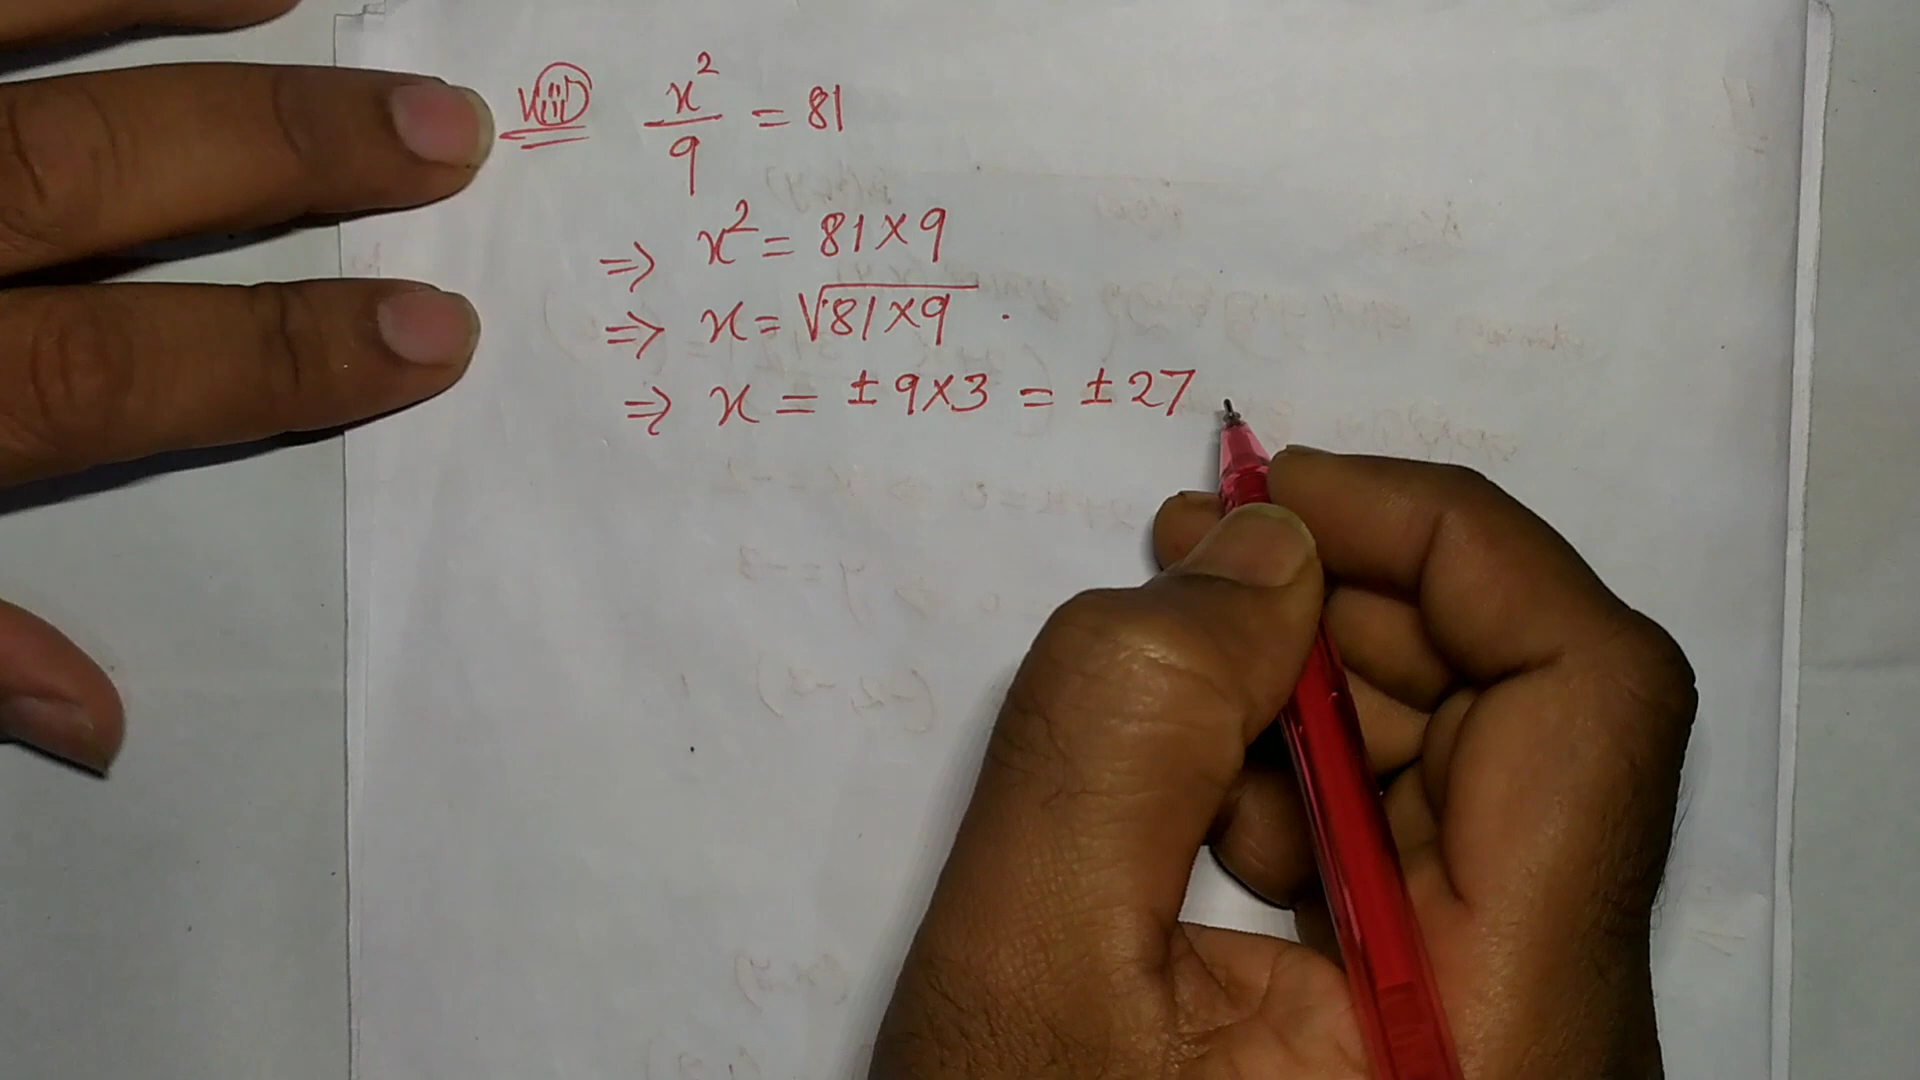 viii) x²/9 = 81
⇒ x² = 81 × 9
⇒ x = √81 × 9 .
⇒ x = ± 9 × 3 = ± 27